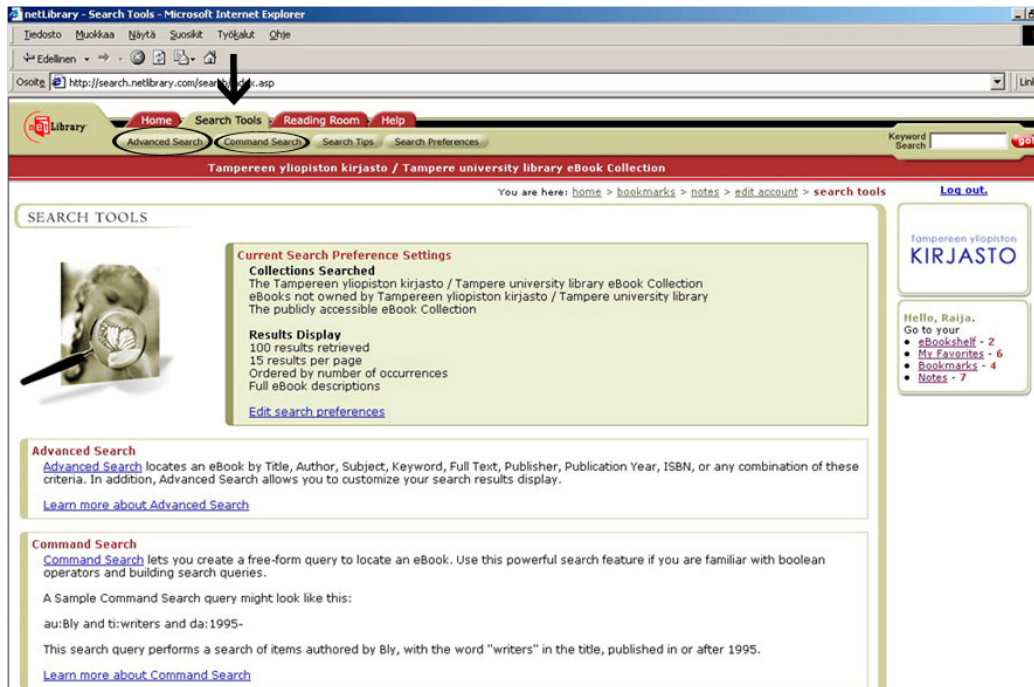 netLibrary - Search Tools - Microsoft Internet Explorer
Tiedosto Muokkaa Näytä Suosikit Työkalut Ohje
Edellinen
Osoite http://search.netlibrary.com/search/index.asp
netLibrary
Home Search Tools Reading Room Help
Advanced Search Command Search Search Tips Search Preferences
Keyword Search go!
Tampereen yliopiston kirjasto / Tampere university library eBook Collection
You are here: home > bookmarks > notes > edit account > search tools
Log out.
SEARCH TOOLS
Current Search Preference Settings
Collections Searched
The Tampereen yliopiston kirjasto / Tampere university library eBook Collection
eBooks not owned by Tampereen yliopiston kirjasto / Tampere university library
The publicly accessible eBook Collection
Results Display
100 results retrieved
15 results per page
Ordered by number of occurrences
Full eBook descriptions
Edit search preferences
Tampereen yliopiston
KIRJASTO
Hello, Raija.
Go to your
eBookshelf - 2
My Favorites - 6
Bookmarks - 4
Notes - 7
Advanced Search
Advanced Search locates an eBook by Title, Author, Subject, Keyword, Full Text, Publisher, Publication Year, ISBN, or any combination of these
criteria. In addition, Advanced Search allows you to customize your search results display.
Learn more about Advanced Search
Command Search
Command Search lets you create a free-form query to locate an eBook. Use this powerful search feature if you are familiar with boolean
operators and building search queries.
A Sample Command Search query might look like this:
au:Bly and ti:writers and da:1995-
This search query performs a search of items authored by Bly, with the word "writers" in the title, published in or after 1995.
Learn more about Command Search